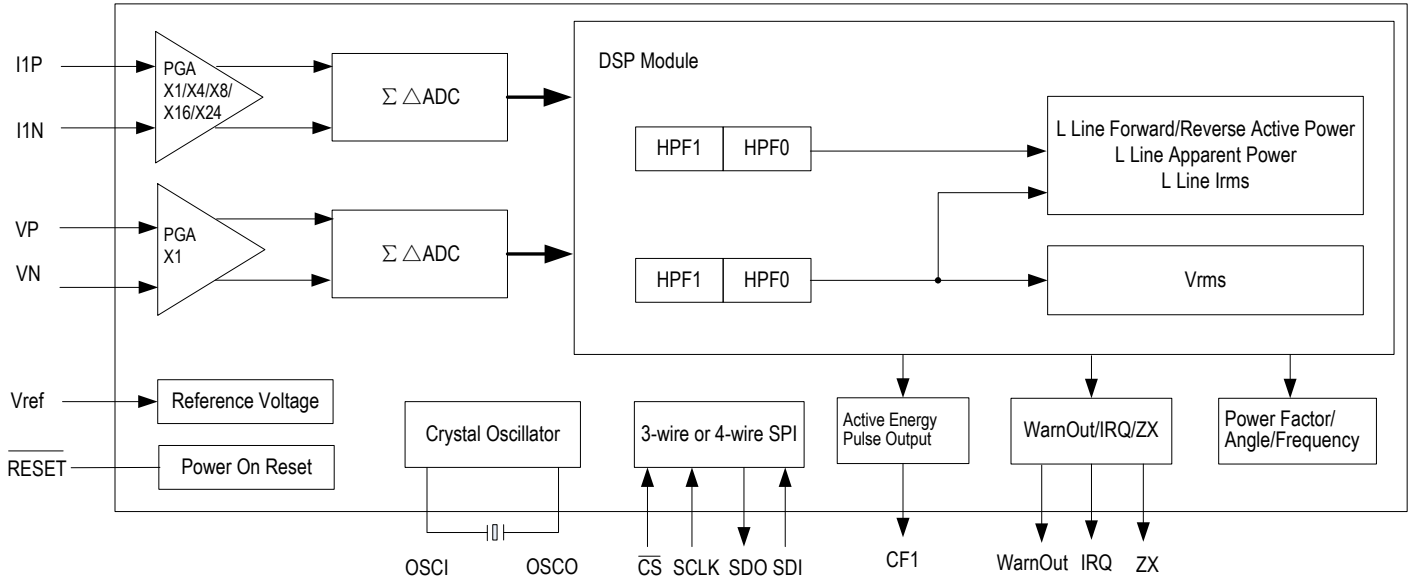 I1P
I1N
PGA
X1/X4/X8/
X16/X24
Σ △ADC
DSP Module
HPF1
HPF0
L Line Forward/Reverse Active Power
L Line Apparent Power
L Line Irms
VP
VN
PGA
X1
Σ △ADC
HPF1
HPF0
Vrms
Vref
Reference Voltage
RESET
Power On Reset
Crystal Oscillator
3-wire or 4-wire SPI
Active Energy
Pulse Output
WarnOut/IRQ/ZX
Power Factor/
Angle/Frequency
OSCI
OSCO
CS
SCLK
SDO
SDI
CF1
WarnOut
IRQ
ZX